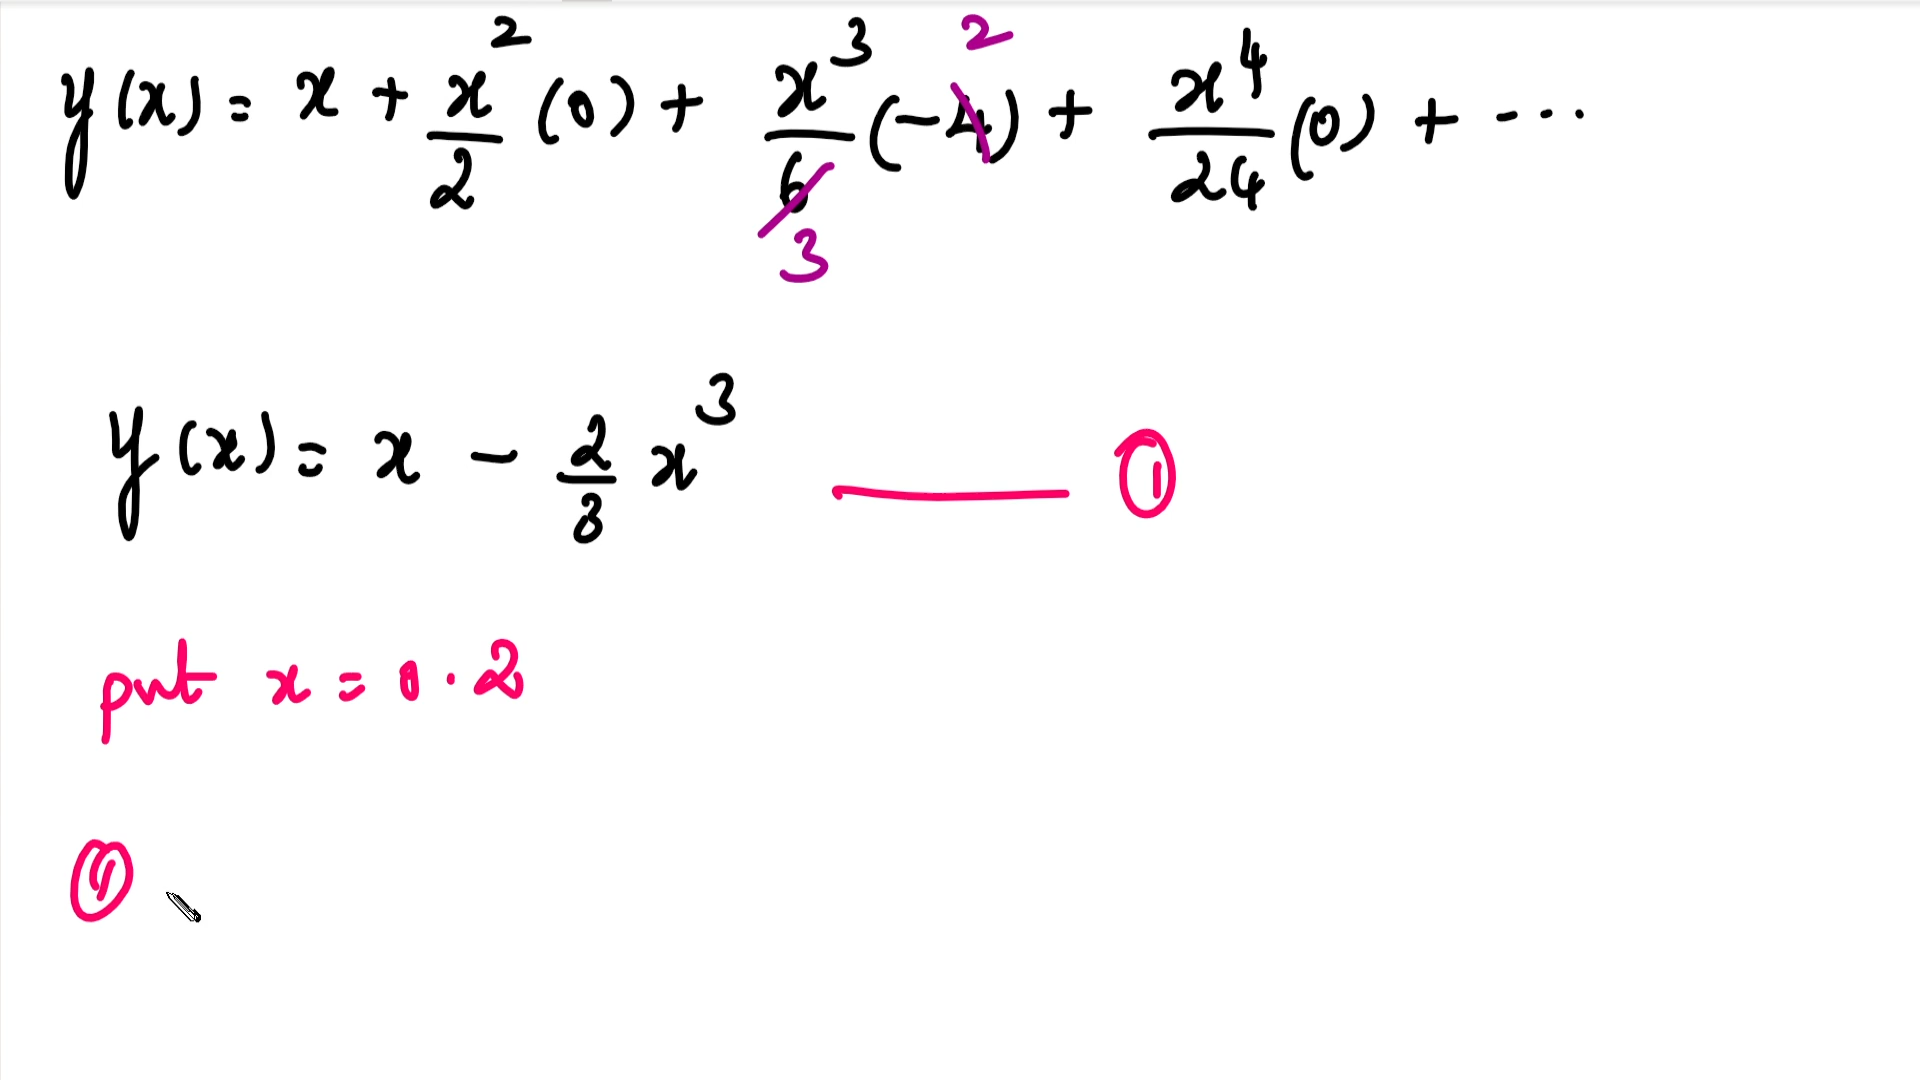 y(x) = x + x²/2 (0) + x³/6 (-4) + x⁴/24 (0) + - ...
2
3
y(x) = x - 2/3 x³ —— ①
put x = 0.2
①